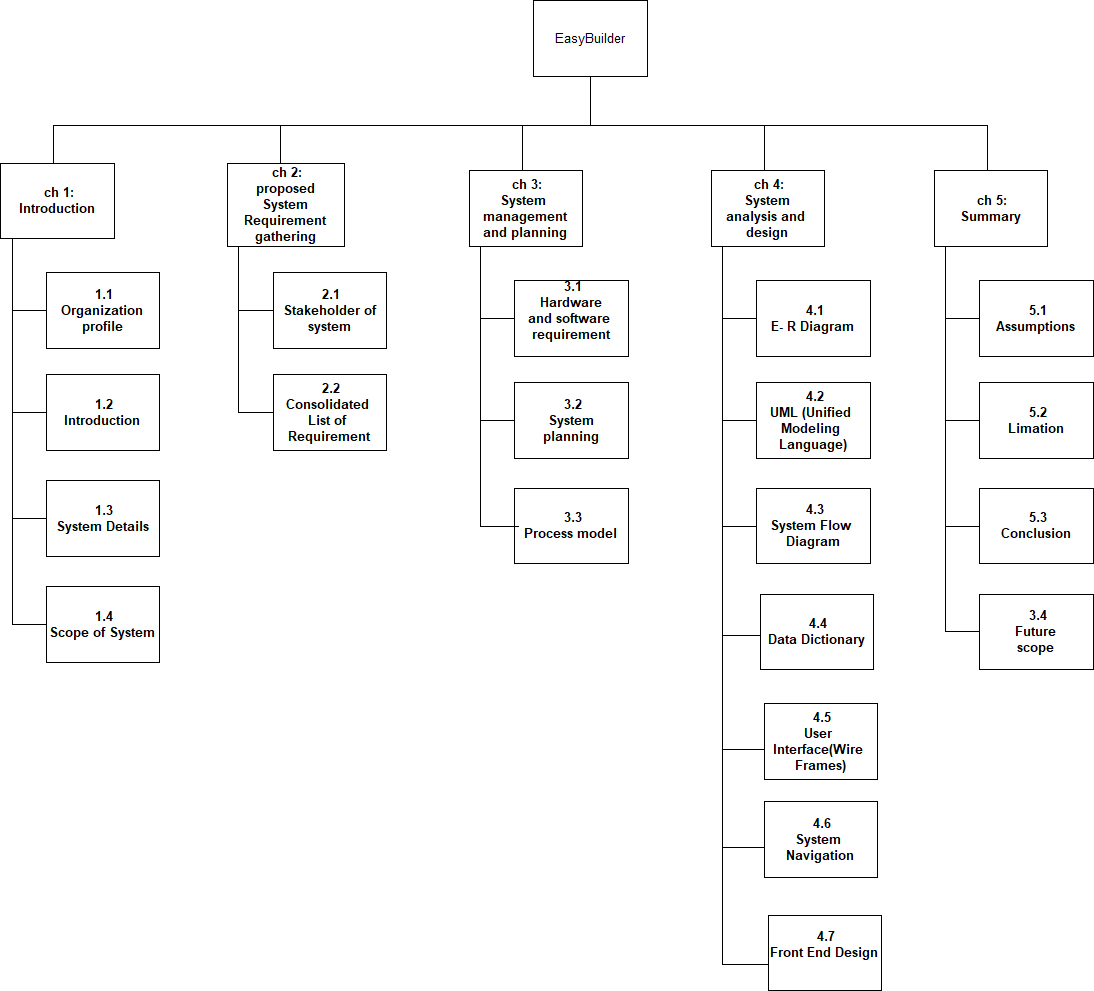 EasyBuilder
ch 1:
Introduction
1.1
Organization
profile
1.2
Introduction
1.3
System Details
1.4
Scope of System
ch 2:
proposed
System
Requirement
gathering
2.1
Stakeholder of
system
2.2
Consolidated
List of
Requirement
ch 3:
System
management
and planning
3.1
Hardware
and software
requirement
3.2
System
planning
3.3
Process model
ch 4:
System
analysis and
design
4.1
E- R Diagram
4.2
UML (Unified
Modeling
Language)
4.3
System Flow
Diagram
4.4
Data Dictionary
4.5
User
Interface(Wire
Frames)
4.6
System
Navigation
4.7
Front End Design
ch 5:
Summary
5.1
Assumptions
5.2
Limation
5.3
Conclusion
3.4
Future
scope